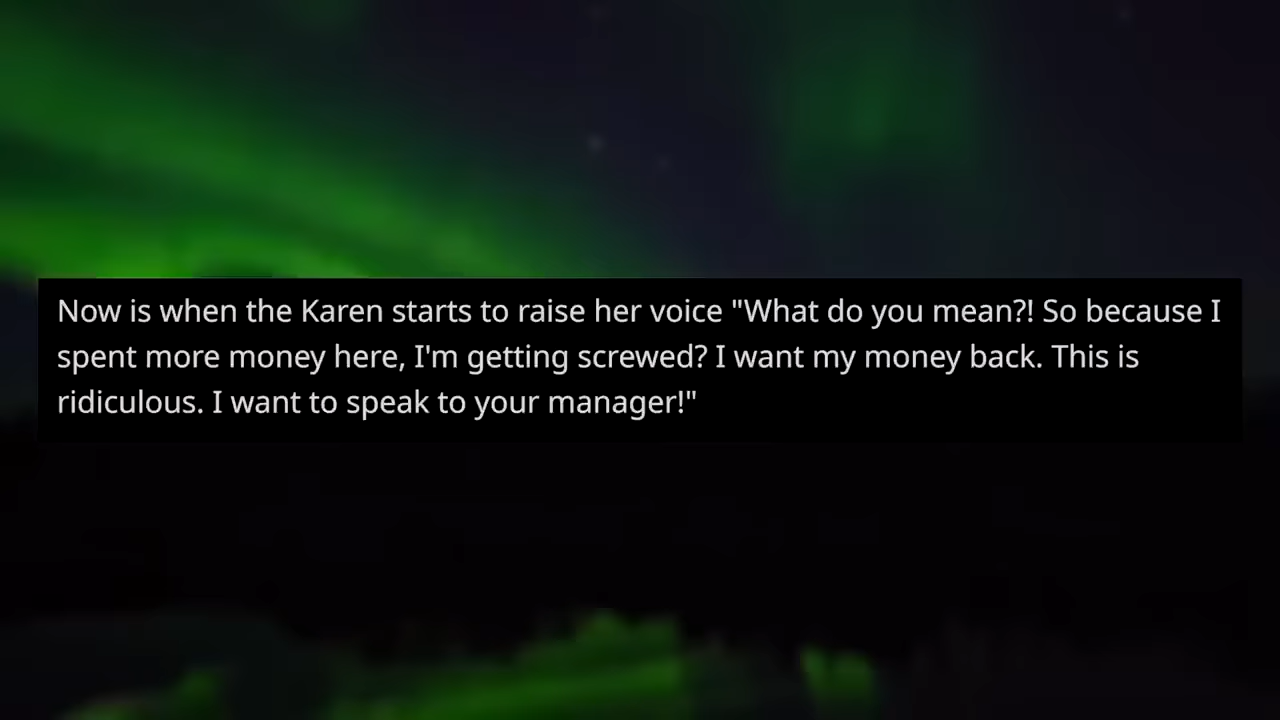 Now is when the Karen starts to raise her voice "What do you mean?! So because I
spent more money here, I'm getting screwed? I want my money back. This is
ridiculous. I want to speak to your manager!"